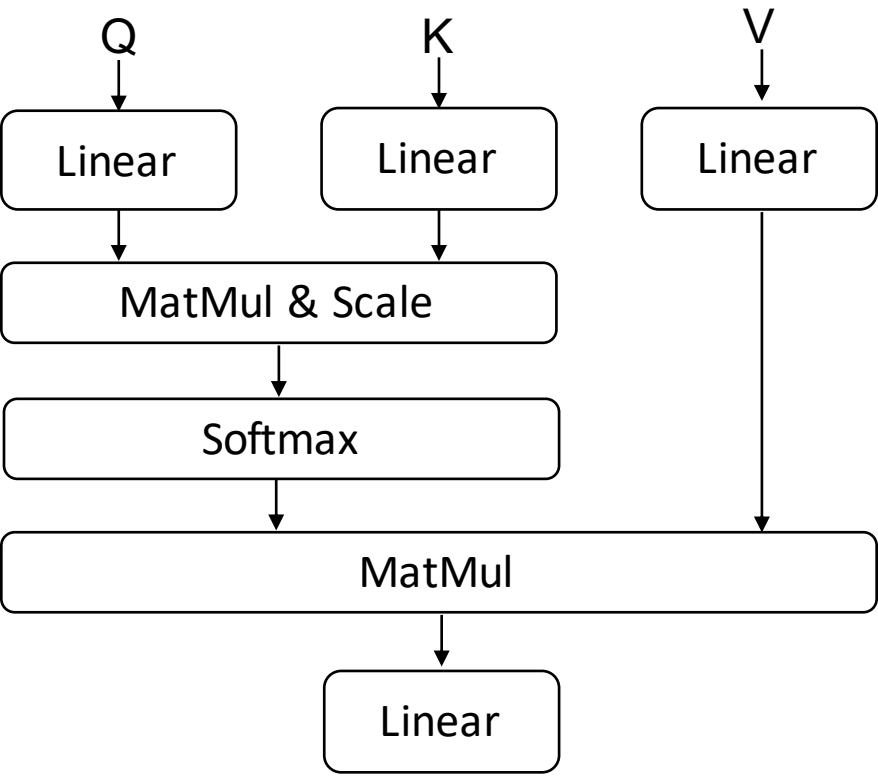 Q K V
Linear Linear Linear
MatMul & Scale
Softmax
MatMul
Linear